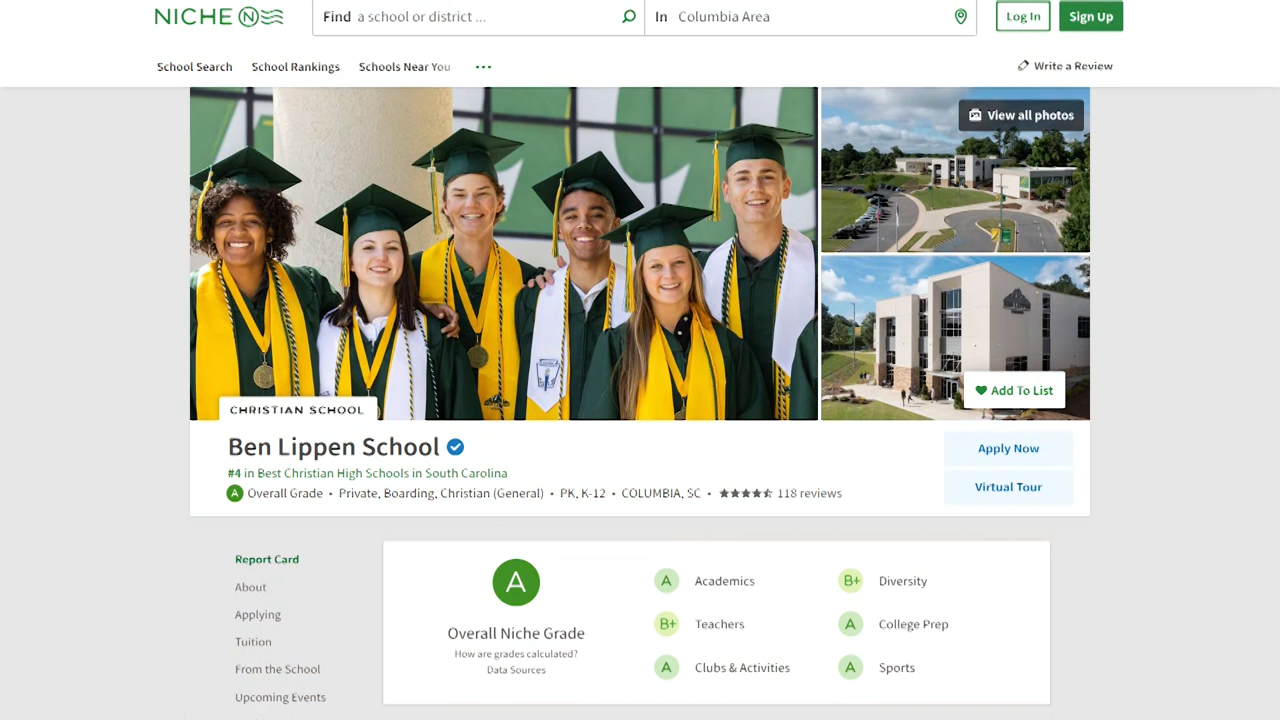 NICHE
Find a school or district ...
In Columbia Area
Log In
Sign Up
School Search
School Rankings
Schools Near You
...
Write a Review
View all photos
Add To List
CHRISTIAN SCHOOL
Ben Lippen School
#4 in Best Christian High Schools in South Carolina
A Overall Grade • Private, Boarding, Christian (General) • PK, K-12 • COLUMBIA, SC • 118 reviews
Apply Now
Virtual Tour
Report Card
About
Applying
Tuition
From the School
Upcoming Events
A
Overall Niche Grade
How are grades calculated?
Data Sources
A Academics
B+ Diversity
B+ Teachers
A College Prep
A Clubs & Activities
A Sports